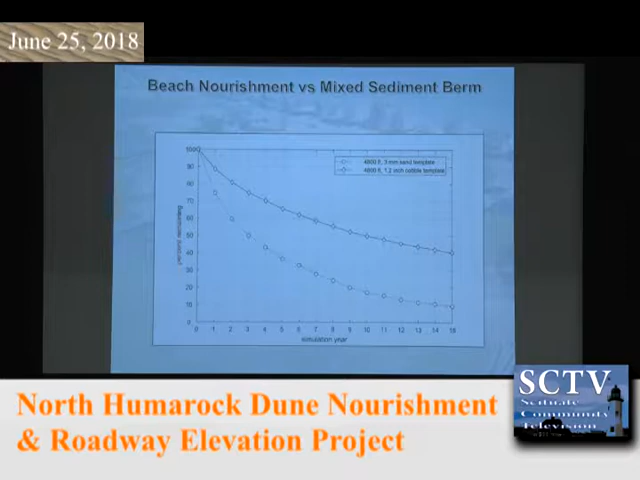 June 25, 2018
Beach Nourishment vs Mixed Sediment Berm
4800 ft, 3 mm sand template
4800 ft, 1.2 inch cobble template
100
90
80
70
60
50
40
30
20
10
0
0 1 2 3 4 5 6 7 8 9 10 11 12 13 14 15
simulation year
SCTV
Scituate
Community
Television
North Humarock Dune Nourishment
& Roadway Elevation Project